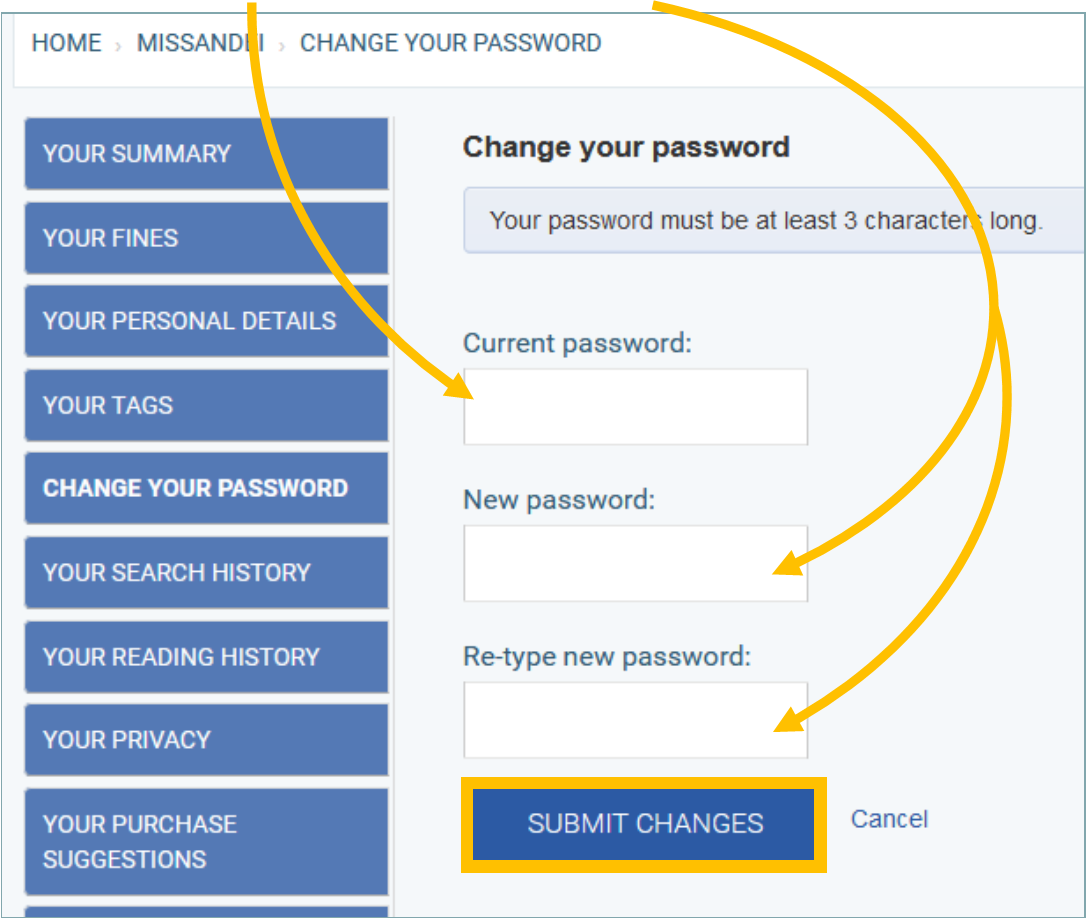 HOME › MISSANDEI › CHANGE YOUR PASSWORD
YOUR SUMMARY
YOUR FINES
YOUR PERSONAL DETAILS
YOUR TAGS
CHANGE YOUR PASSWORD
YOUR SEARCH HISTORY
YOUR READING HISTORY
YOUR PRIVACY
YOUR PURCHASE
SUGGESTIONS
Change your password
Your password must be at least 3 characters long.
Current password:
New password:
Re-type new password:
SUBMIT CHANGES
Cancel